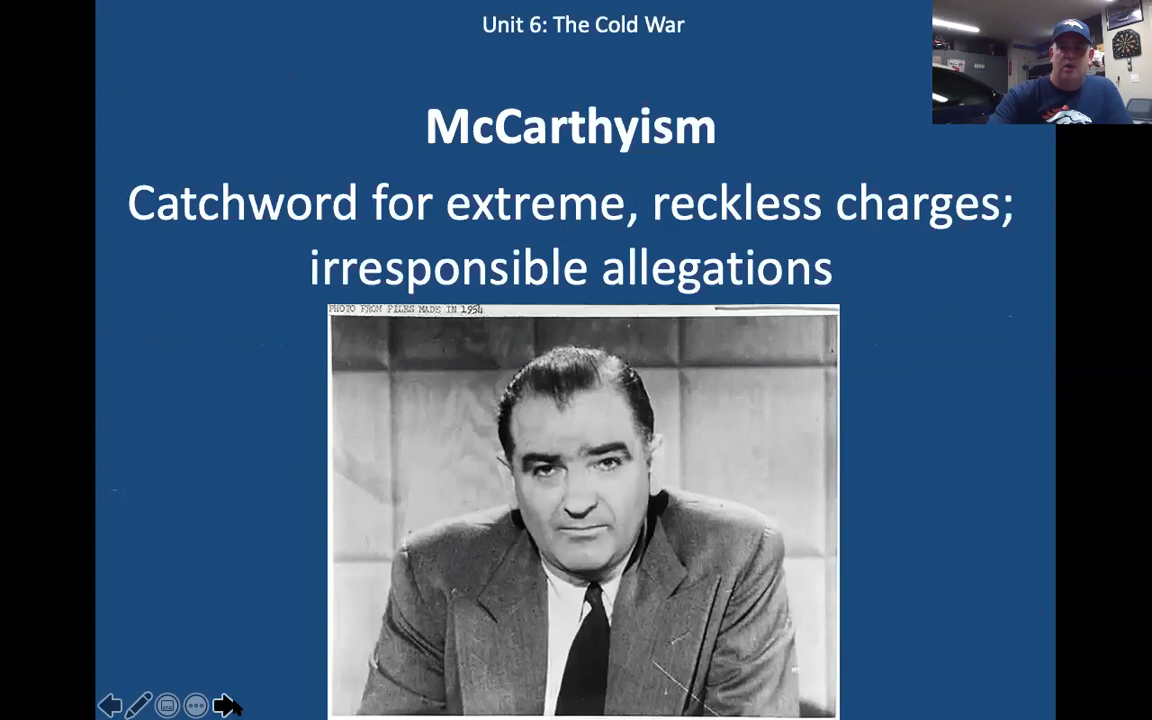 Unit 6: The Cold War
McCarthyism
Catchword for extreme, reckless charges;
irresponsible allegations
PHOTO FROM FILES MADE IN 1954